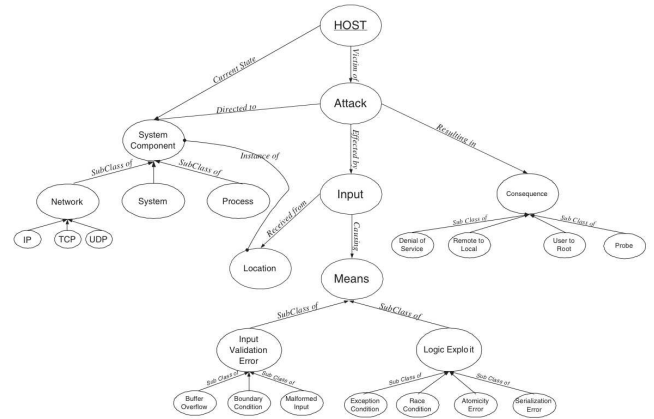 HOST
Current State
Victim of
Attack
Directed to
Resulting in
System
Component
Instance of
Effected by
SubClass of
SubClass of
Network
System
Process
Input
Consequence
Received from
Causing
Sub Class of
Sub Class of
IP
TCP
UDP
Location
Denial of
Service
Remote to
Local
User to
Root
Probe
Means
SubClass of
SubClass of
Input
Validation
Error
Logic Exploit
Sub Class of
Sub Class of
Sub Class of
Sub Class of
Buffer
Overflow
Boundary
Condition
Malformed
Input
Exception
Condition
Race
Condition
Atomicity
Error
Serialization
Error